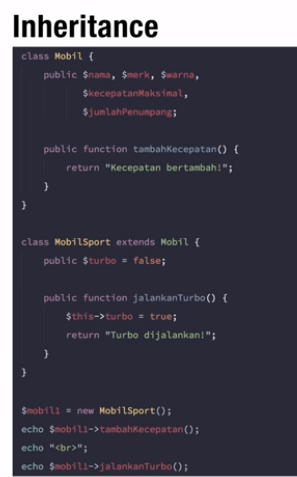 Inheritance
class Mobil {
    public $nama, $merk, $warna,
           $kecepatanMaksimal,
           $jumlahPenumpang;
    public function tambahKecepatan() {
        return "Kecepatan bertambah!";
    }
}
class MobilSport extends Mobil {
    public $turbo = false;
    public function jalankanTurbo() {
        $this->turbo = true;
        return "Turbo dijalankan!";
    }
}
$mobil1 = new MobilSport();
echo $mobil1->tambahKecepatan();
echo "<br>";
echo $mobil1->jalankanTurbo();